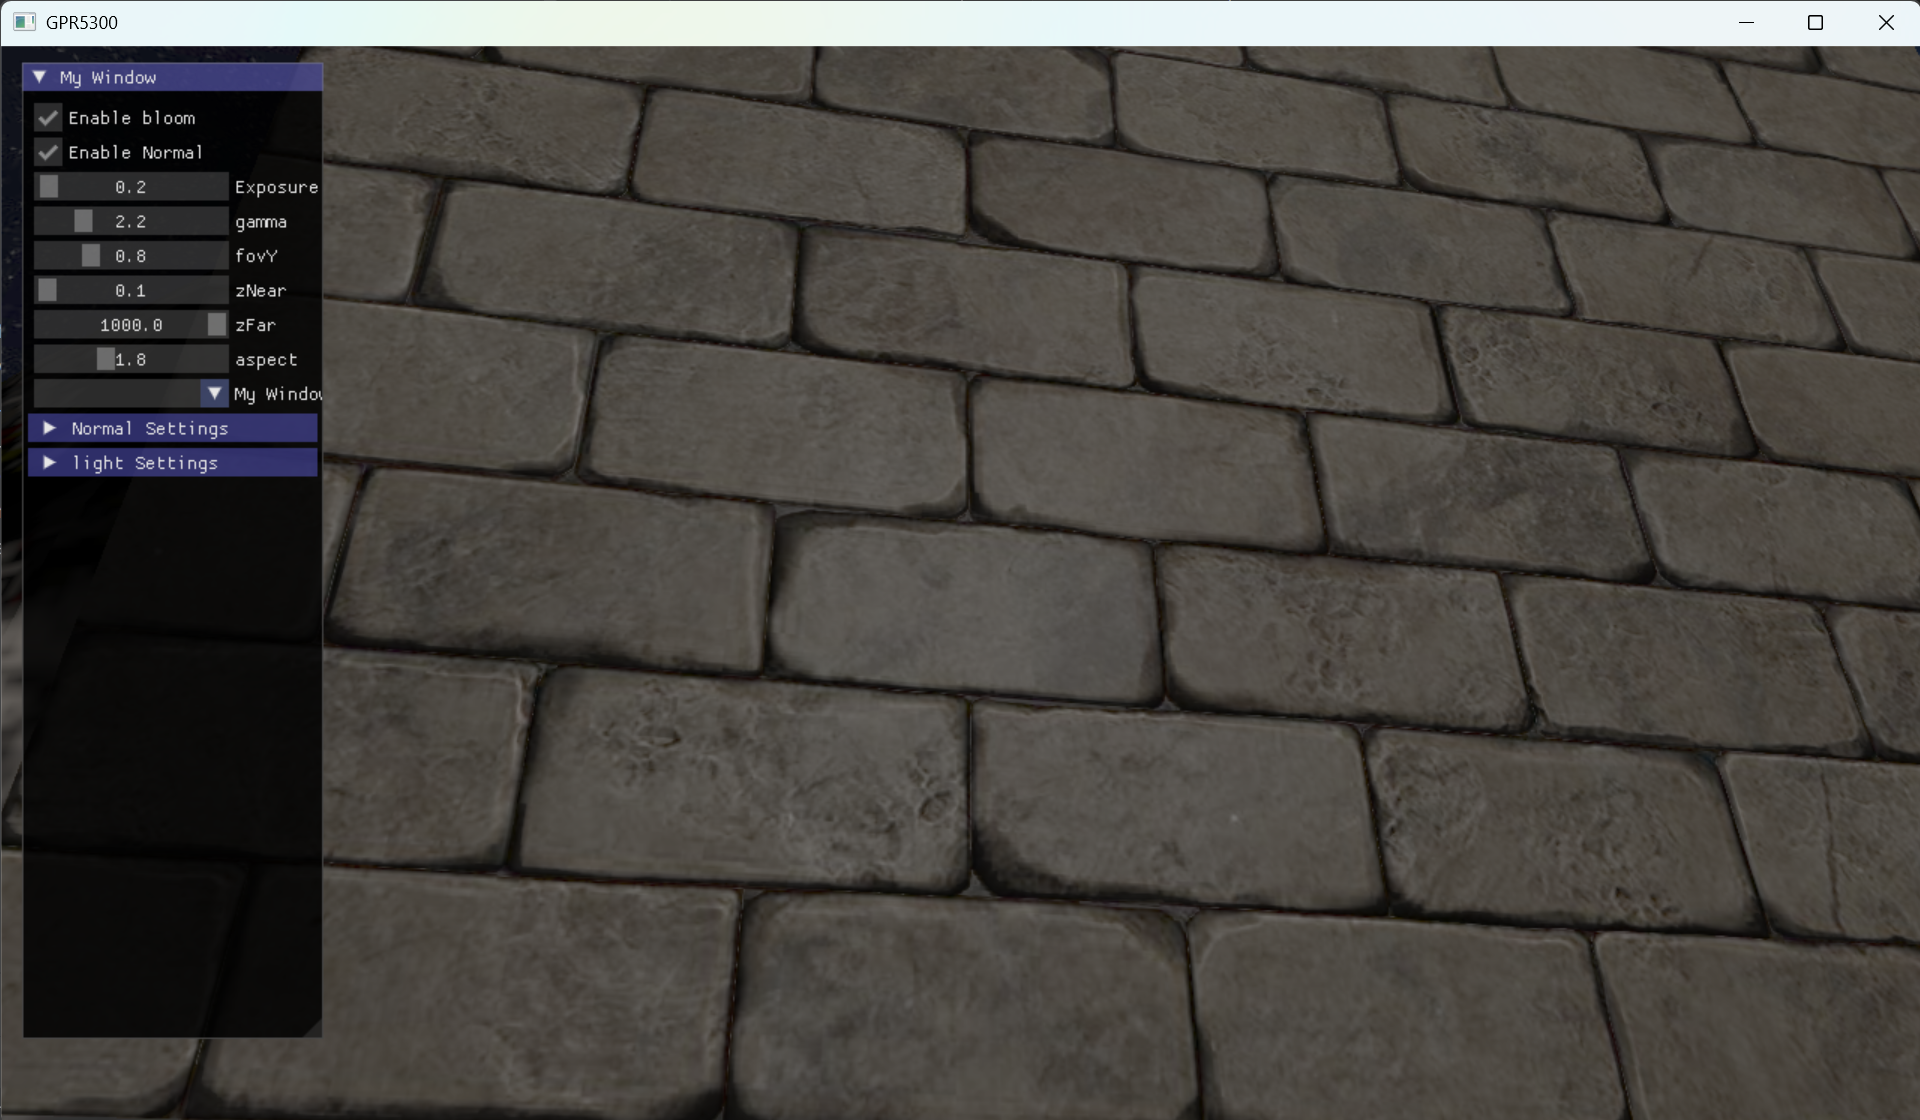 GPR5300
My Window
Enable bloom
Enable Normal
0.2 Exposure
2.2 gamma
0.8 fovY
0.1 zNear
1000.0 zFar
1.8 aspect
My Window
Normal Settings
light Settings